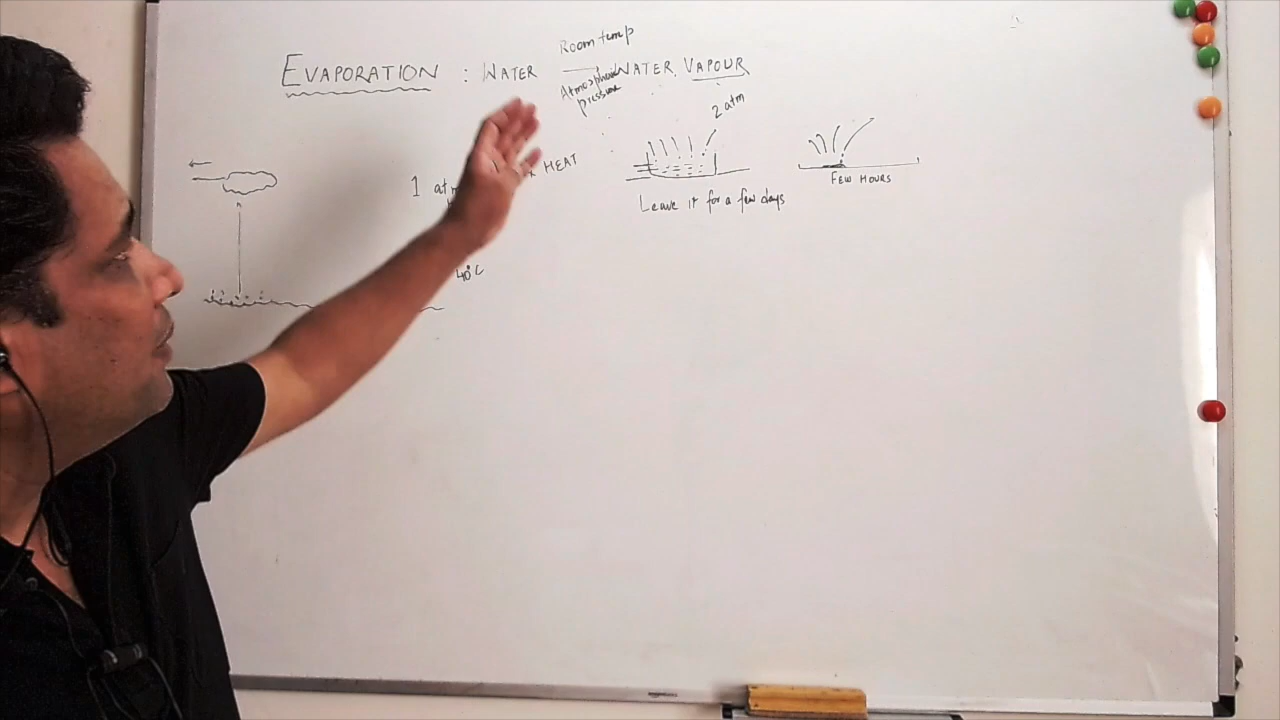 Room temp
EVAPORATION : WATER WATER VAPOUR
Atmosphere
pressure
2 atm
1 atm HEAT
FEW HOURS
Leave it for a few days
40°C